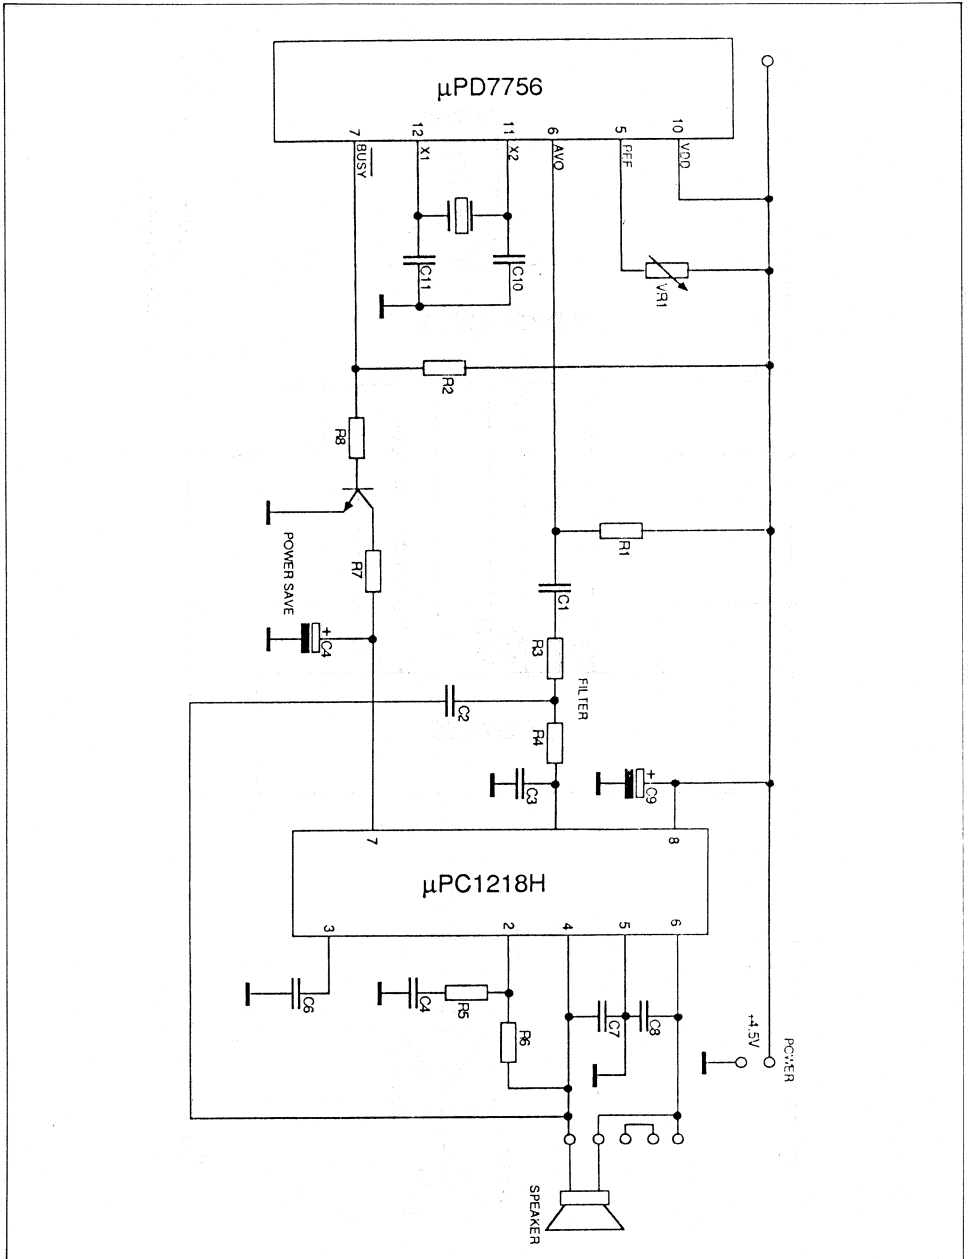 μPD7756
7
12
11
6
5
10
BUSY
X1
X2
AVO
REF
VDD
C11
C10
VR1
R2
R8
POWER SAVE
R7
R1
C1
C4
+
R3
FILTER
C2
R4
C3
+
C9
7
8
μPC1218H
3
2
4
5
6
C6
C4
R5
R6
C7
C8
+4.5V
POWER
SPEAKER